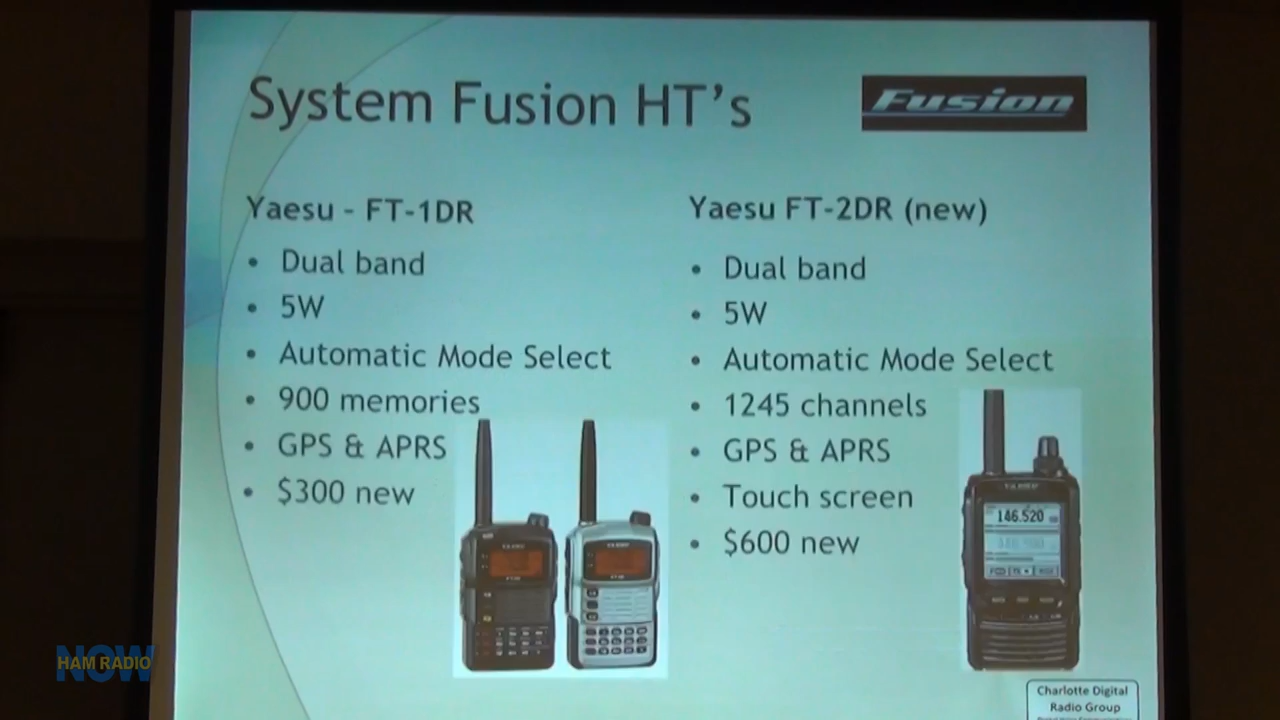 System Fusion HT's
Fusion
Yaesu - FT-1DR
• Dual band
• 5W
• Automatic Mode Select
• 900 memories
• GPS & APRS
• $300 new
Yaesu FT-2DR (new)
• Dual band
• 5W
• Automatic Mode Select
• 1245 channels
• GPS & APRS
• Touch screen
• $600 new
146.520
NOW
HAM RADIO
Charlotte Digital
Radio Group